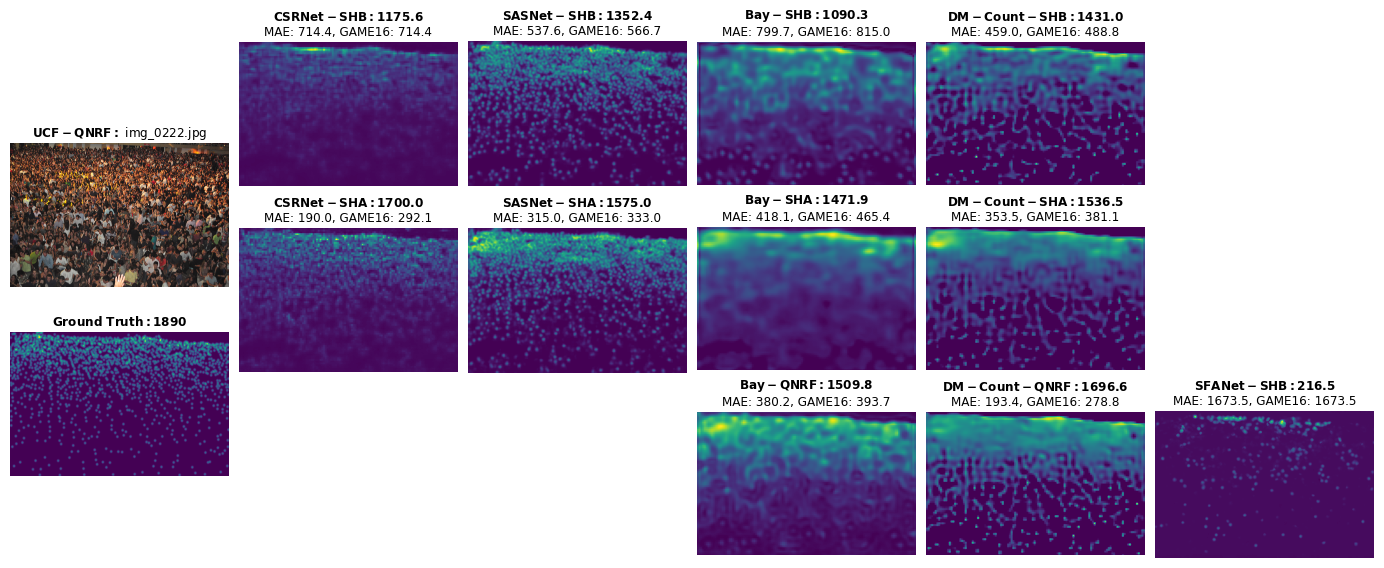 CSRNet−SHB: 1175.6
MAE: 714.4, GAME16: 714.4
SASNet−SHB: 1352.4
MAE: 537.6, GAME16: 566.7
Bay−SHB: 1090.3
MAE: 799.7, GAME16: 815.0
DM−Count−SHB: 1431.0
MAE: 459.0, GAME16: 488.8
UCF−QNRF: img_0222.jpg
CSRNet−SHA: 1700.0
MAE: 190.0, GAME16: 292.1
SASNet−SHA: 1575.0
MAE: 315.0, GAME16: 333.0
Bay−SHA: 1471.9
MAE: 418.1, GAME16: 465.4
DM−Count−SHA: 1536.5
MAE: 353.5, GAME16: 381.1
Ground Truth: 1890
Bay−QNRF: 1509.8
MAE: 380.2, GAME16: 393.7
DM−Count−QNRF: 1696.6
MAE: 193.4, GAME16: 278.8
SFANet−SHB: 216.5
MAE: 1673.5, GAME16: 1673.5